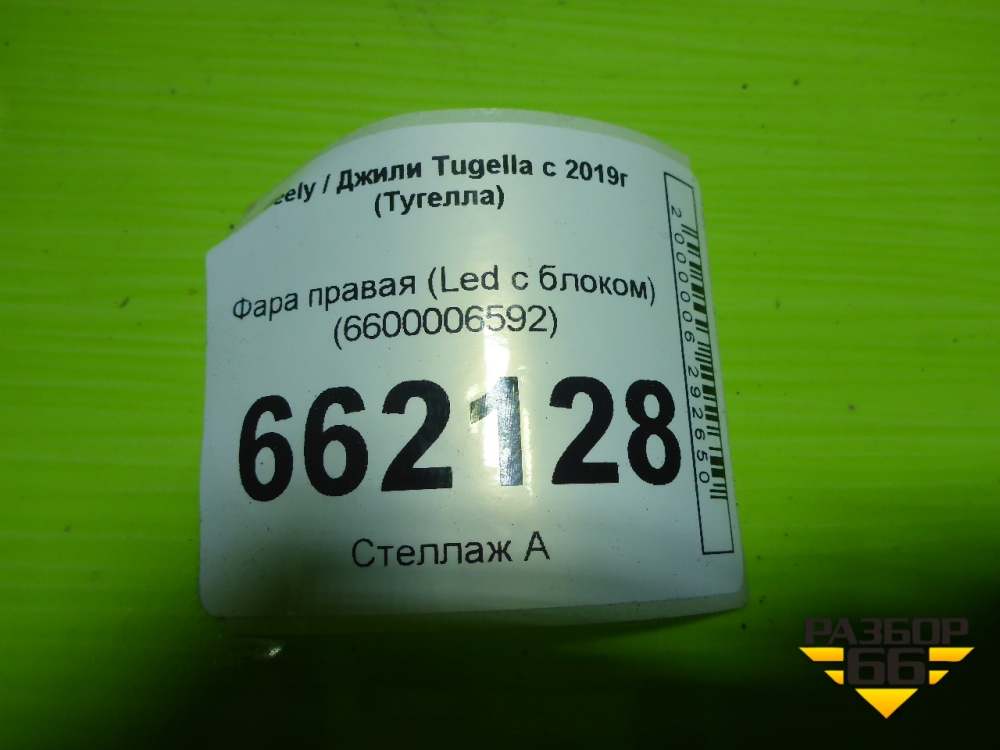 eely / Джили Tugella с 2019г
(Тугелла)
Фара правая (Led с блоком)
(6600006592)
662128
Стеллаж А
2000006292650
РАЗБОР
66